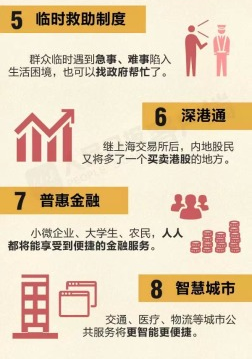 5 临时救助制度
群众临时遇到急事、难事陷入
生活困境，也可以找政府帮忙了。
6 深港通
继上海交易所后，内地股民
又将多了一个买卖港股的地方。
7 普惠金融
小微企业、大学生、农民，人人
都将能享受到便捷的金融服务。
8 智慧城市
交通、医疗、物流等城市公
共服务将更智能更便捷。